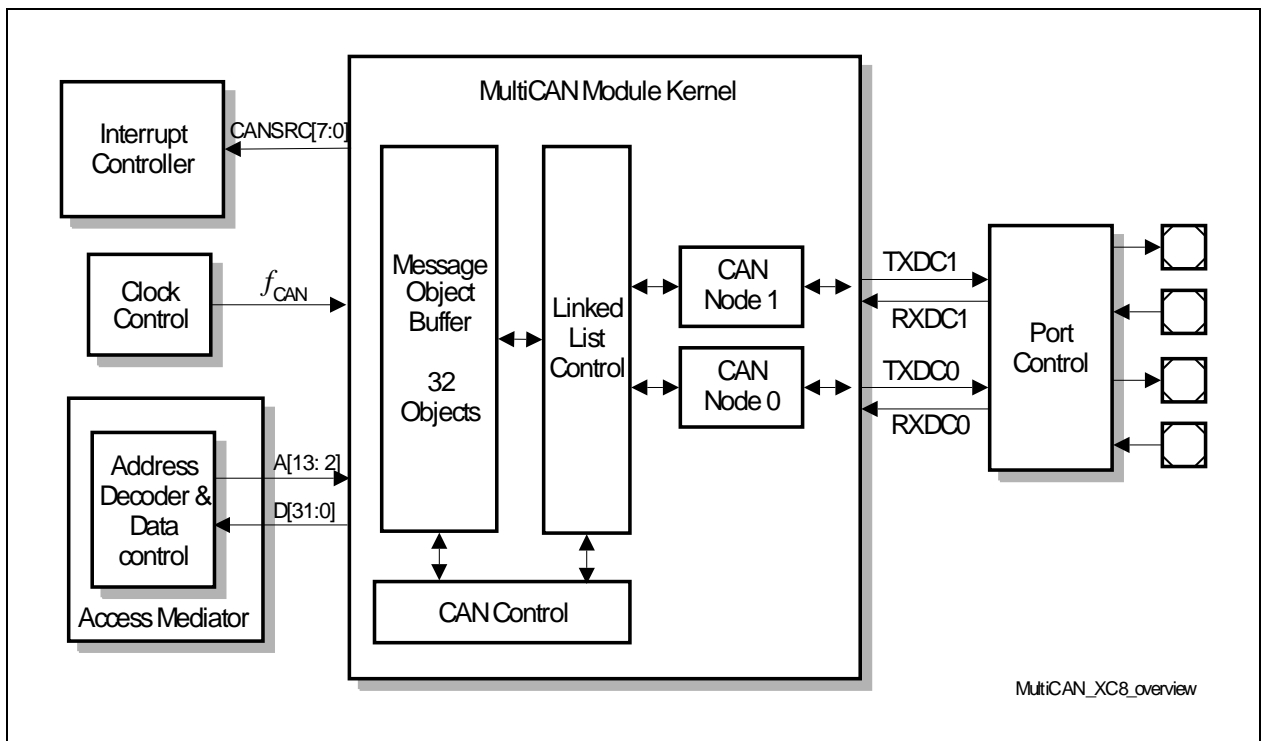 MultiCAN Module Kernel
Interrupt
Controller
CANSRC[7:0]
Clock
Control
fCAN
Address
Decoder &
Data
control
A[13: 2]
D[31:0]
Access Mediator
Message
Object
Buffer
32
Objects
Linked
List
Control
CAN
Node 1
CAN
Node 0
CAN Control
TXDC1
RXDC1
TXDC0
RXDC0
Port
Control
MultiCAN_XC8_overview